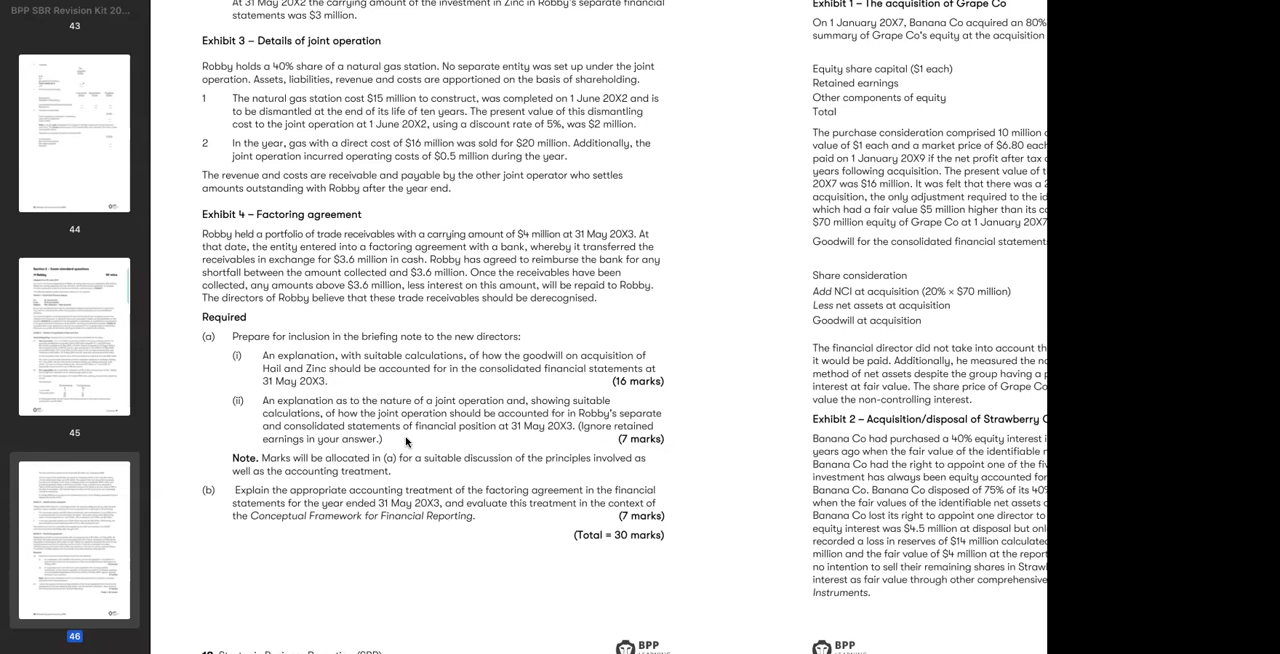 BPP SBR Revision Kit 20...
43
44
45
46
At 31 May 20X2 the carrying amount of the investment in Zinc in Robby's separate financial
statements was $3 million.
Exhibit 3 – Details of joint operation
Robby holds a 40% share of a natural gas station. No separate entity was set up under the joint
operation. Assets, liabilities, revenue and costs are apportioned on the basis of shareholding.
1 The natural gas station cost $15 million to construct, was completed on 1 June 20X2 and is
to be dismantled at the end of its life of ten years. The present value of this dismantling
cost to the joint operation at 1 June 20X2, using a discount rate of 5%, was $2 million.
2 In the year, gas with a direct cost of $16 million was sold for $20 million. Additionally, the
joint operation incurred operating costs of $0.5 million during the year.
The revenue and costs are receivable and payable by the other joint operator who settles
amounts outstanding with Robby after the year end.
Exhibit 4 – Factoring agreement
Robby held a portfolio of trade receivables with a carrying amount of $4 million at 31 May 20X3. At
that date, the entity entered into a factoring agreement with a bank, whereby it transferred the
receivables in exchange for $3.6 million in cash. Robby has agreed to reimburse the bank for any
shortfall between the amount collected and $3.6 million. Once the receivables have been
collected, any amounts above $3.6 million, less interest on this amount, will be repaid to Robby.
The directors of Robby believe that these trade receivables should be derecognised.
Required
(a) Prepare for inclusion in the briefing note to the new directors:
(i) An explanation, with suitable calculations, of how the goodwill on acquisition of
Hail and Zinc should be accounted for in the consolidated financial statements at
31 May 20X3. (16 marks)
(ii) An explanation as to the nature of a joint operation and, showing suitable
calculations, of how the joint operation should be accounted for in Robby's separate
and consolidated statements of financial position at 31 May 20X3. (Ignore retained
earnings in your answer.) (7 marks)
Note. Marks will be allocated in (a) for a suitable discussion of the principles involved as
well as the accounting treatment.
(b) Explain the appropriate accounting treatment of the factoring agreement in the financial
statements for the year ended 31 May 20X3, and evaluate this treatment in the context of
the Conceptual Framework for Financial Reporting. (7 marks)
(Total = 30 marks)
BPP
Exhibit 1 – The acquisition of Grape Co
On 1 January 20X7, Banana Co acquired an 80%
summary of Grape Co's equity at the acquisition
Equity share capital ($1 each)
Retained earnings
Other components of equity
Total
The purchase consideration comprised 10 million
value of $1 each and a market price of $6.80 each
paid on 1 January 20X9 if the net profit after tax
years following acquisition. The present value of
20X7 was $16 million. It was felt that there was a
acquisition, the only adjustment required to the
which had a fair value $5 million higher than its
$70 million equity of Grape Co at 1 January 20X7
Goodwill for the consolidated financial statement
Share consideration
Add NCI at acquisition (20% × $70 million)
Less net assets at acquisition
Goodwill at acquisition
The financial director did not take into account
it would be paid. Additionally, he measured the
method of net assets despite the group having a
interest at fair value. The share price of Grape Co
value the non-controlling interest.
Exhibit 2 – Acquisition/disposal of Strawberry
Banana Co had purchased a 40% equity interest
years ago when the fair value of the identifiable
Banana Co had the right to appoint one of the
investment has always been equity accounted for
Banana Co. Banana Co disposed of 75% of its 40%
when the fair values of the identifiable net assets
Banana Co lost its right to appoint one director to
equity interest was $4.5 million at disposal but
recorded a loss in reserves of $14 million calculated
million and the fair value of $4 million at the
no intention to sell their remaining shares in
interest as fair value through other comprehensive
Instruments.
BPP